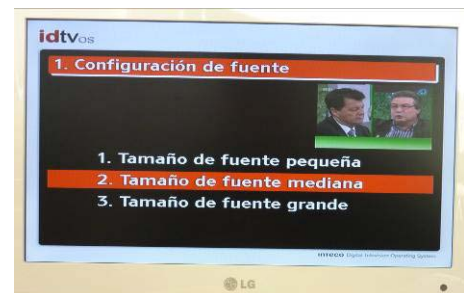 idtvos
1. Configuración de fuente
1. Tamaño de fuente pequeña
2. Tamaño de fuente mediana
3. Tamaño de fuente grande
inteco Digital Television Operating System
LG